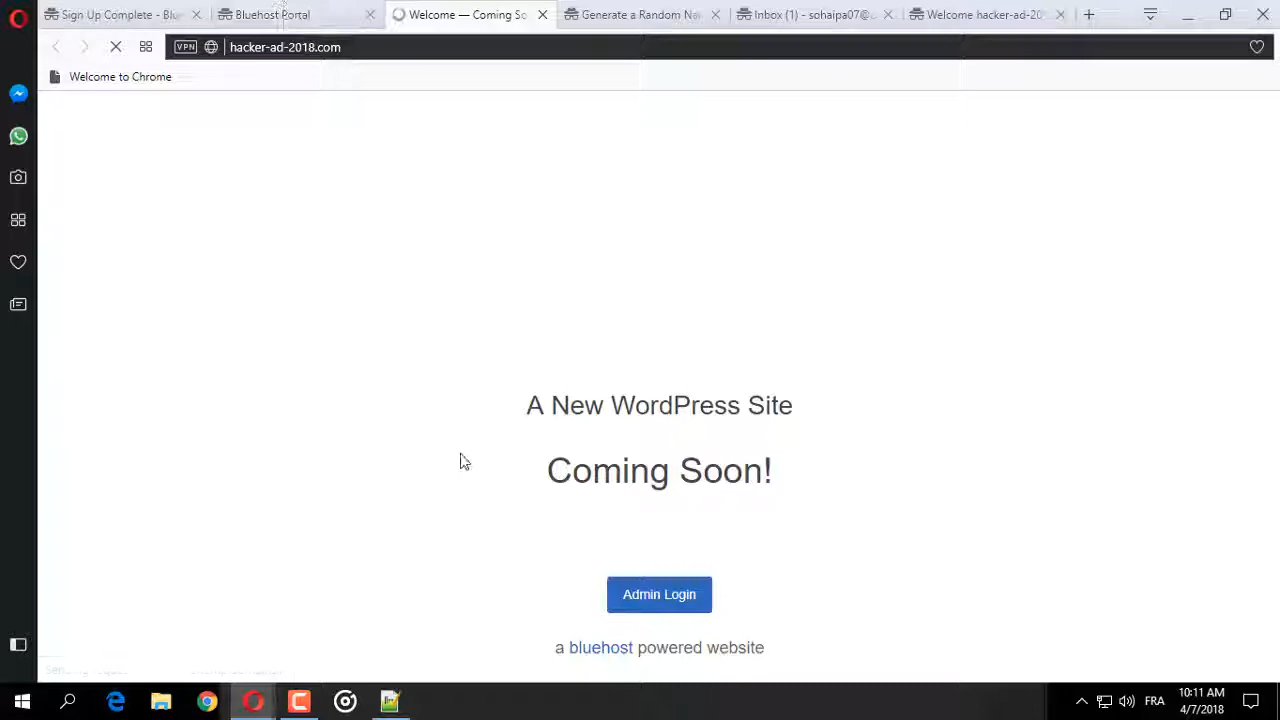 Sign Up Complete - Blu
Bluehost Portal
Welcome — Coming So
Generate a Random Na
Inbox (1) - sohaipa07@
Welcome hacker-ad-20
VPN
hacker-ad-2018.com
Welcome to Chrome
A New WordPress Site
Coming Soon!
Admin Login
a bluehost powered website
FRA
10:11 AM
4/7/2018